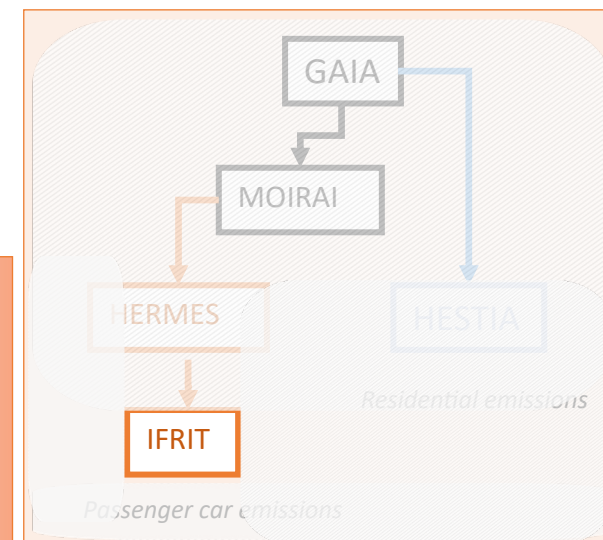 GAIA
MOIRAI
HERMES
HESTIA
Residential emissions
IFRIT
Passenger car emissions